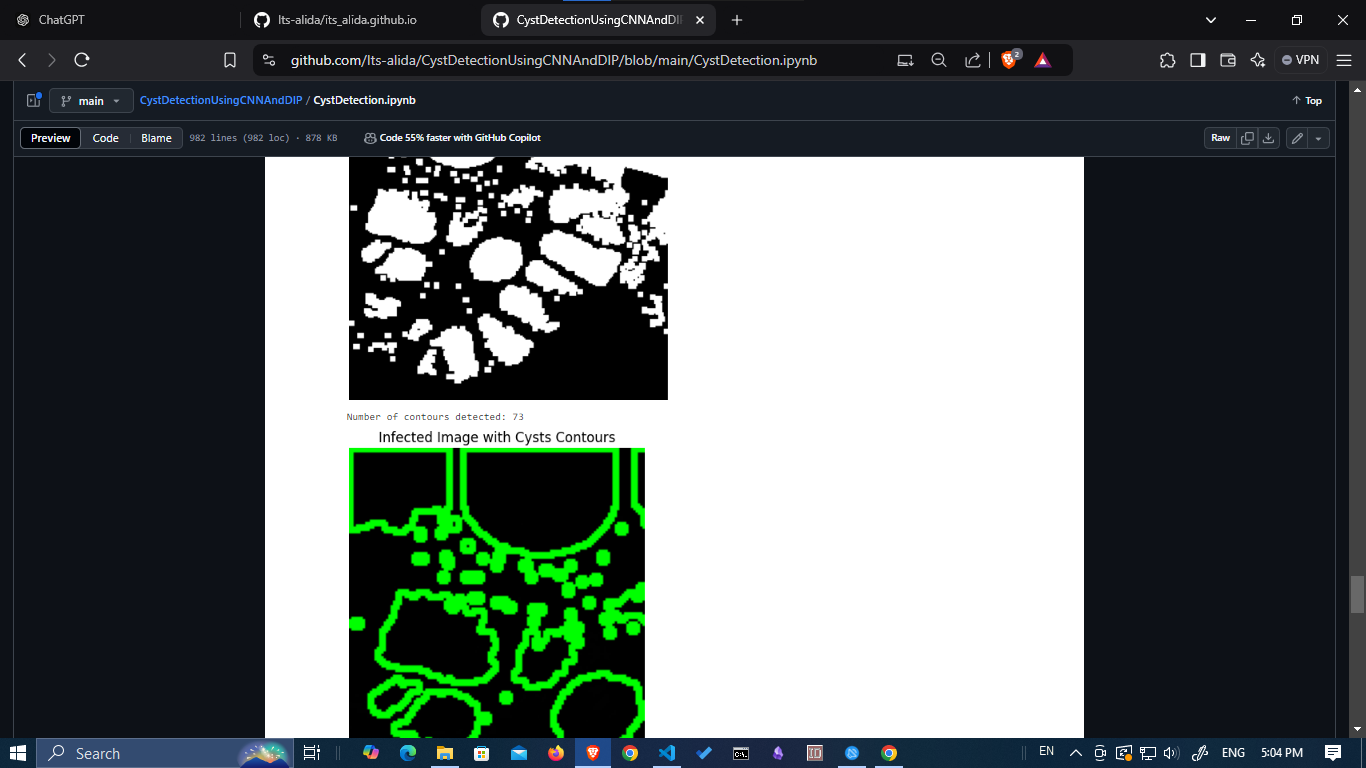 ChatGPT
Its-alida/its_alida.github.io
CystDetectionUsingCNNAndDI
github.com/Its-alida/CystDetectionUsingCNNAndDIP/blob/main/CystDetection.ipynb
2
VPN
main
CystDetectionUsingCNNAndDIP / CystDetection.ipynb
Top
Preview
Code
Blame
982 lines (982 loc) · 878 KB
Code 55% faster with GitHub Copilot
Raw
Number of contours detected: 73
Infected Image with Cysts Contours
Search
EN
ENG
5:04 PM